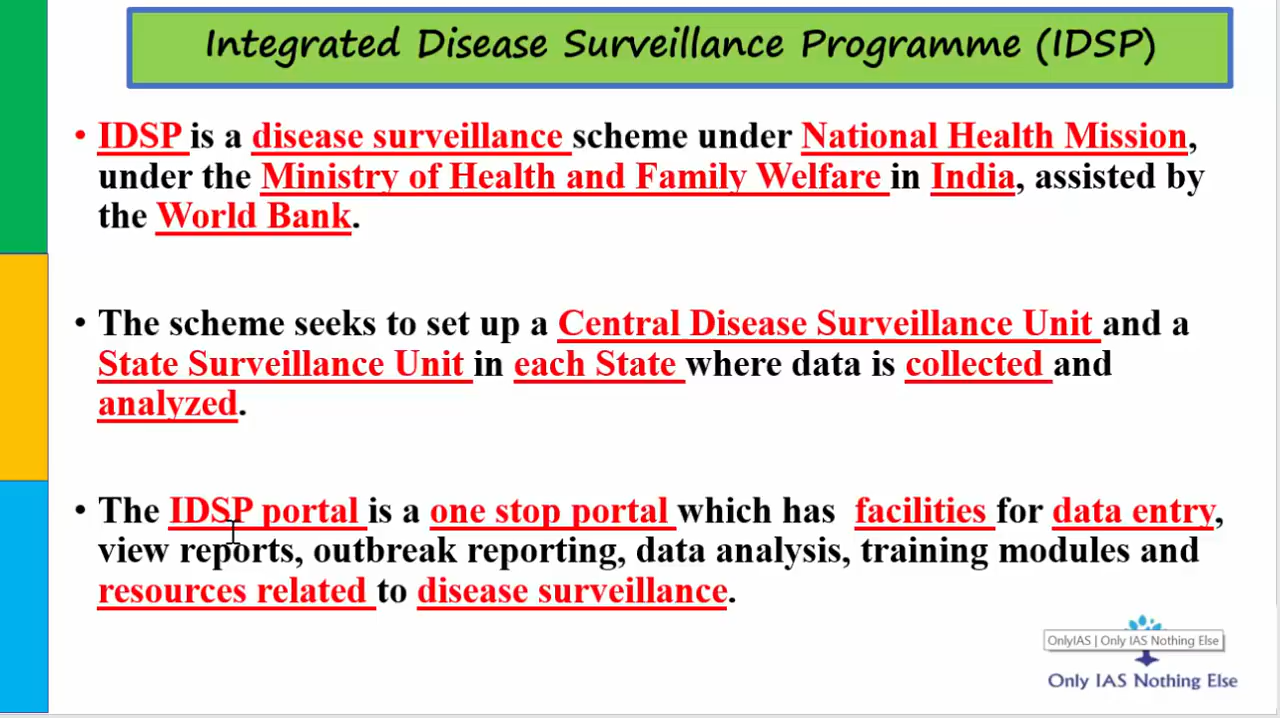 Integrated Disease Surveillance Programme (IDSP)
• IDSP is a disease surveillance scheme under National Health Mission,
under the Ministry of Health and Family Welfare in India, assisted by
the World Bank.
• The scheme seeks to set up a Central Disease Surveillance Unit and a
State Surveillance Unit in each State where data is collected and
analyzed.
• The IDSP portal is a one stop portal which has facilities for data entry,
view reports, outbreak reporting, data analysis, training modules and
resources related to disease surveillance.
OnlyIAS | Only IAS Nothing Else
Only IAS Nothing Else